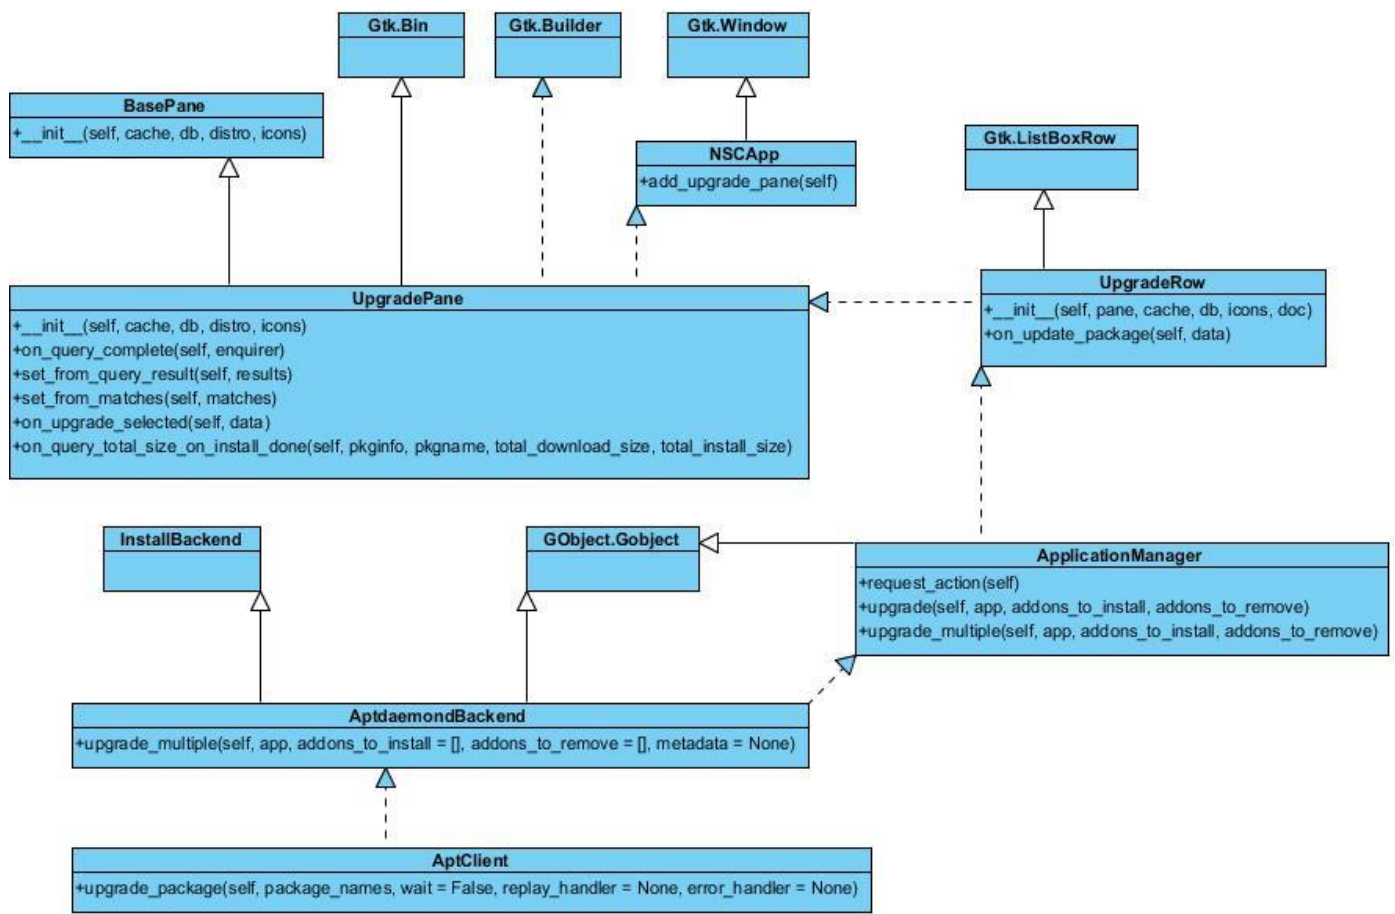 Gtk.Bin
Gtk.Builder
Gtk.Window
BasePane
+__init__(self, cache, db, distro, icons)
NSCApp
+add_upgrade_pane(self)
Gtk.ListBoxRow
UpgradePane
+__init__(self, cache, db, distro, icons)
+on_query_complete(self, enquirer)
+set_from_query_result(self, results)
+set_from_matches(self, matches)
+on_upgrade_selected(self, data)
+on_query_total_size_on_install_done(self, pkginfo, pkgname, total_download_size, total_install_size)
UpgradeRow
+__init__(self, pane, cache, db, icons, doc)
+on_update_package(self, data)
InstallBackend
GObject.Gobject
ApplicationManager
+request_action(self)
+upgrade(self, app, addons_to_install, addons_to_remove)
+upgrade_multiple(self, app, addons_to_install, addons_to_remove)
AptdaemondBackend
+upgrade_multiple(self, app, addons_to_install = [], addons_to_remove = [], metadata = None)
AptClient
+upgrade_package(self, package_names, wait = False, replay_handler = None, error_handler = None)